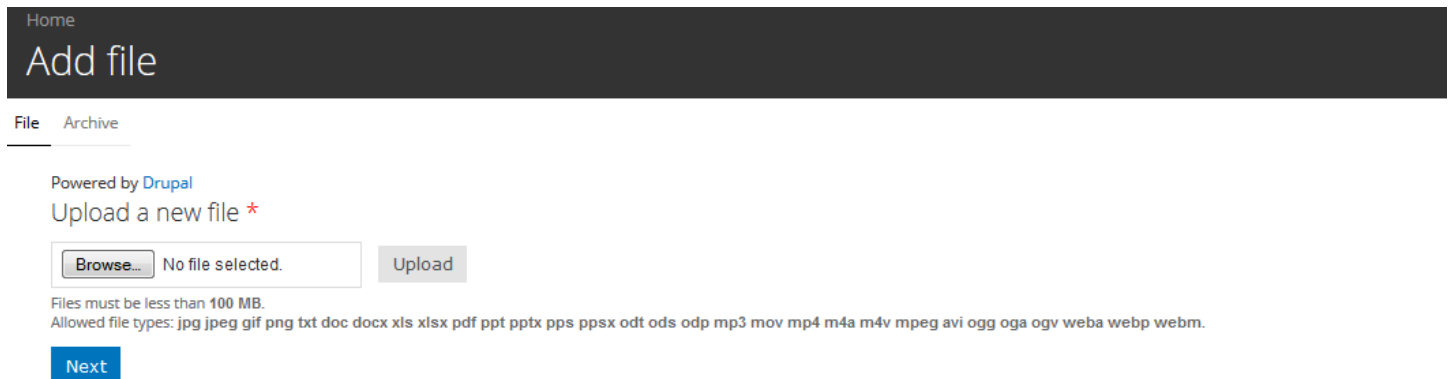 Home
Add file
File Archive
Powered by Drupal
Upload a new file *
Browse... No file selected. Upload
Files must be less than 100 MB.
Allowed file types: jpg jpeg gif png txt doc docx xls xlsx pdf ppt pptx pps ppsx odt ods odp mp3 mov mp4 m4a m4v mpeg avi ogg oga ogv weba webp webm.
Next